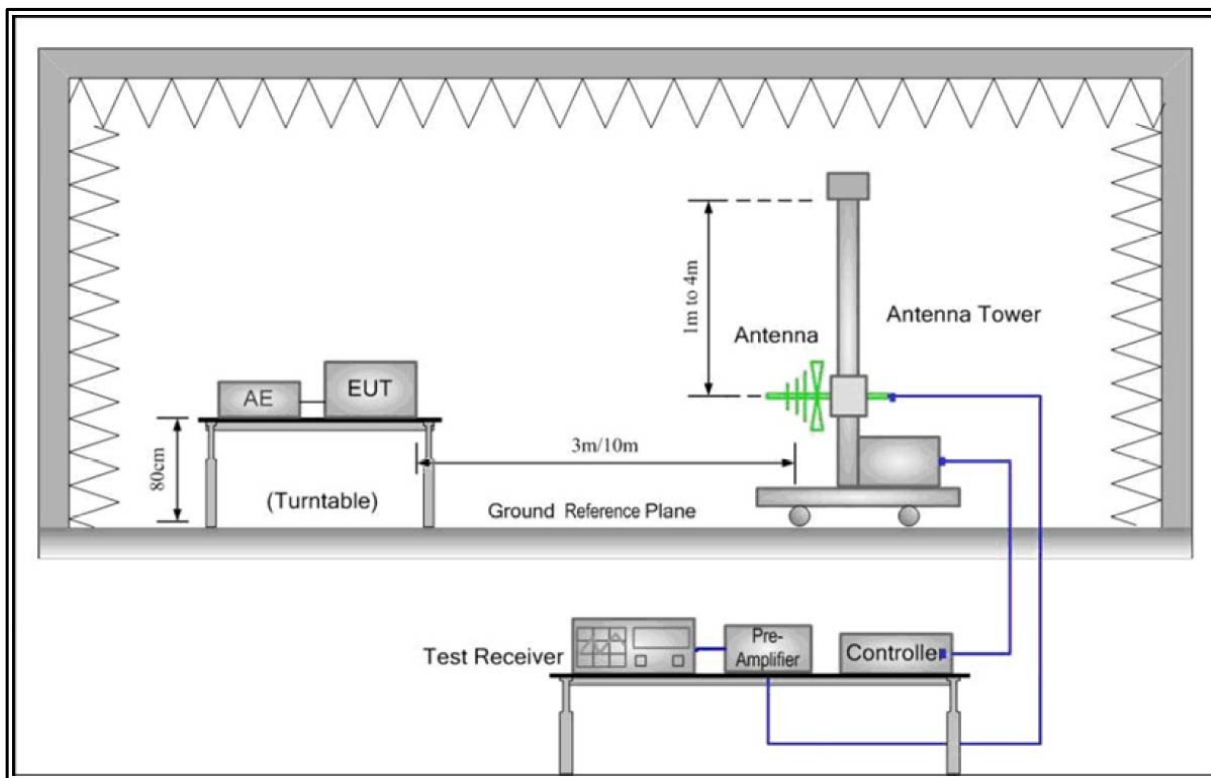 1m to 4m
Antenna Tower
Antenna
AE
EUT
80cm
3m/10m
(Turntable)
Ground Reference Plane
Test Receiver
Pre-
Amplifier
Controller